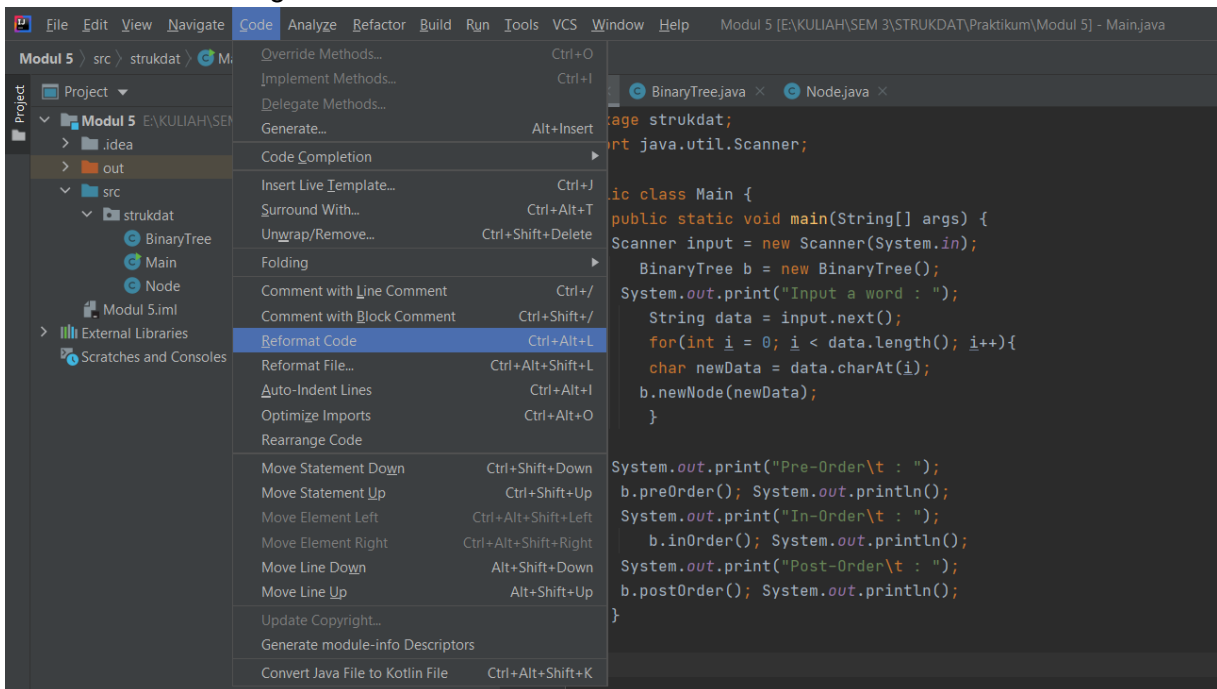 File Edit View Navigate Code Analyze Refactor Build Run Tools VCS Window Help Modul 5 [E:\KULIAH\SEM 3\STRUKDAT\Praktikum\Modul 5] - Main.java
Modul 5 src strukdat
Project
Project
Modul 5 E:\KULIAH\SEM
.idea
out
src
strukdat
BinaryTree
Main
Node
Modul 5.iml
External Libraries
Scratches and Consoles
Override Methods... Ctrl+O
Implement Methods... Ctrl+I
Delegate Methods...
Generate... Alt+Insert
Code Completion
Insert Live Template... Ctrl+J
Surround With... Ctrl+Alt+T
Unwrap/Remove... Ctrl+Shift+Delete
Folding
Comment with Line Comment Ctrl+/
Comment with Block Comment Ctrl+Shift+/
Reformat Code Ctrl+Alt+L
Reformat File... Ctrl+Alt+Shift+L
Auto-Indent Lines Ctrl+Alt+I
Optimize Imports Ctrl+Alt+O
Rearrange Code
Move Statement Down Ctrl+Shift+Down
Move Statement Up Ctrl+Shift+Up
Move Element Left Ctrl+Alt+Shift+Left
Move Element Right Ctrl+Alt+Shift+Right
Move Line Down Alt+Shift+Down
Move Line Up Alt+Shift+Up
Update Copyright...
Generate module-info Descriptors
Convert Java File to Kotlin File Ctrl+Alt+Shift+K
BinaryTree.java Node.java
age strukdat;
rt java.util.Scanner;
ic class Main {
public static void main(String[] args) {
Scanner input = new Scanner(System.in);
BinaryTree b = new BinaryTree();
System.out.print("Input a word : ");
String data = input.next();
for(int i = 0; i < data.length(); i++){
char newData = data.charAt(i);
b.newNode(newData);
}
System.out.print("Pre-Order\t : ");
b.preOrder(); System.out.println();
System.out.print("In-Order\t : ");
b.inOrder(); System.out.println();
System.out.print("Post-Order\t : ");
b.postOrder(); System.out.println();
}